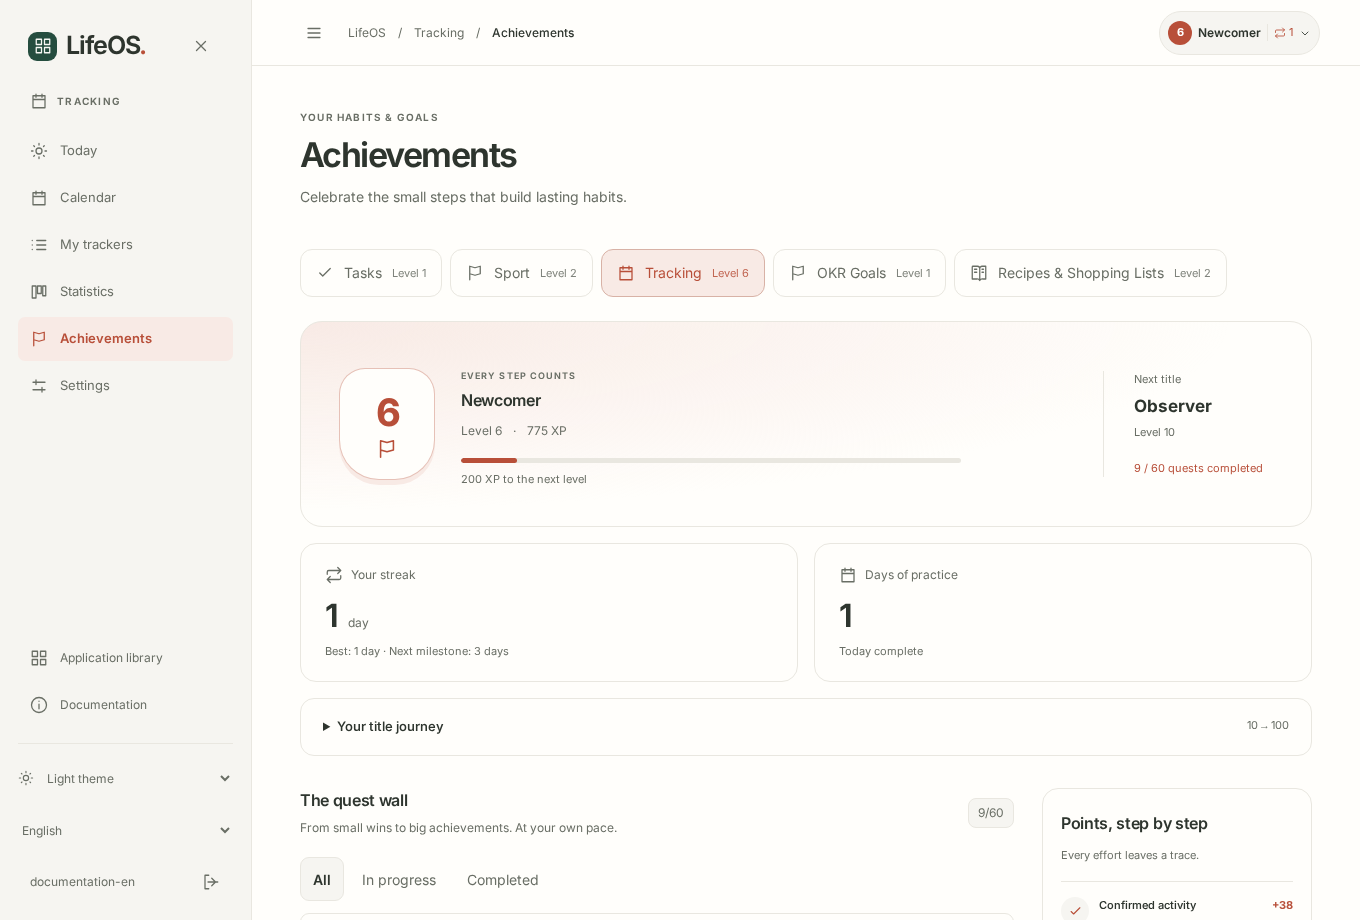 LifeOS.
TRACKING
Today
Calendar
My trackers
Statistics
Achievements
Settings
Application library
Documentation
Light theme
English
documentation-en
LifeOS / Tracking / Achievements
6 Newcomer 1
YOUR HABITS & GOALS
Achievements
Celebrate the small steps that build lasting habits.
Tasks Level 1
Sport Level 2
Tracking Level 6
OKR Goals Level 1
Recipes & Shopping Lists Level 2
6
EVERY STEP COUNTS
Newcomer
Level 6 · 775 XP
200 XP to the next level
Next title
Observer
Level 10
9 / 60 quests completed
Your streak
1 day
Best: 1 day · Next milestone: 3 days
Days of practice
1
Today complete
Your title journey
10 → 100
The quest wall
From small wins to big achievements. At your own pace.
9/60
All
In progress
Completed
Points, step by step
Every effort leaves a trace.
Confirmed activity +38